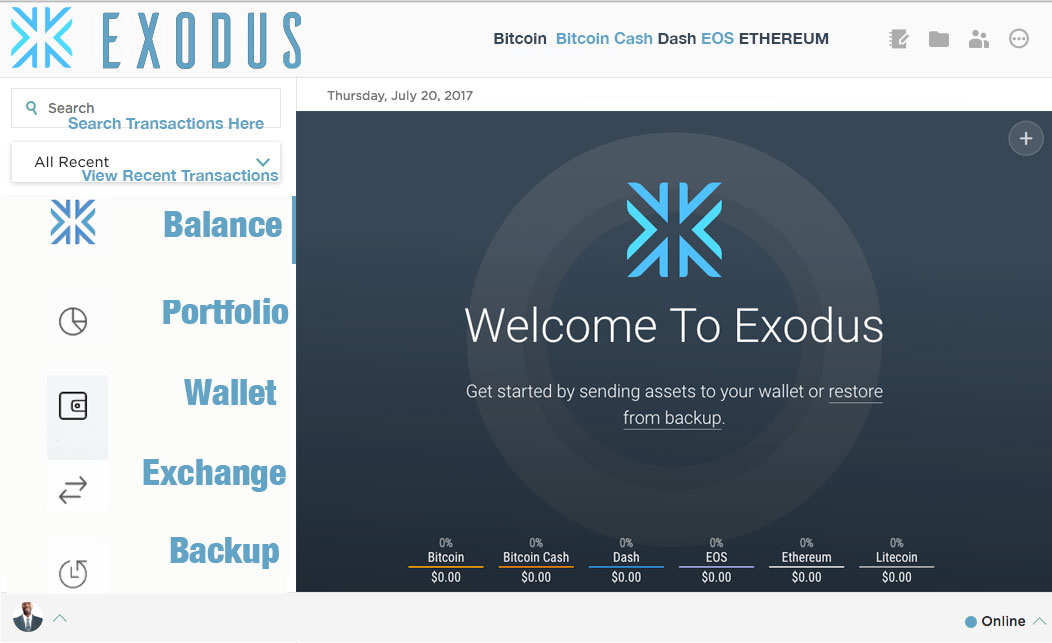 EXODUS
Bitcoin Bitcoin Cash Dash EOS ETHEREUM
Search
Search Transactions Here
All Recent
View Recent Transactions
Balance
Portfolio
Wallet
Exchange
Backup
Thursday, July 20, 2017
+
Welcome To Exodus
Get started by sending assets to your wallet or restore
from backup.
0% 0% 0% 0% 0% 0%
Bitcoin Bitcoin Cash Dash EOS Ethereum Litecoin
$0.00 $0.00 $0.00 $0.00 $0.00 $0.00
Online